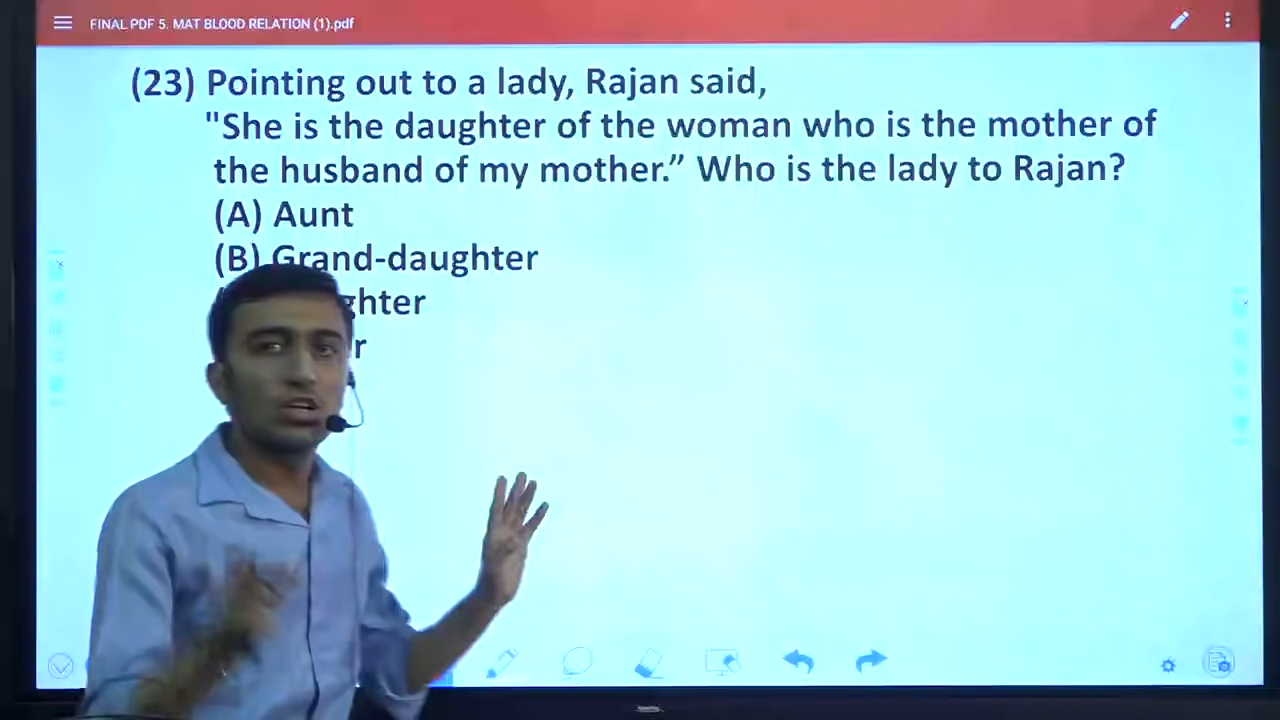 FINAL PDF 5. MAT BLOOD RELATION (1).pdf
(23) Pointing out to a lady, Rajan said,
"She is the daughter of the woman who is the mother of
the husband of my mother.” Who is the lady to Rajan?
(A) Aunt
(B) Grand-daughter